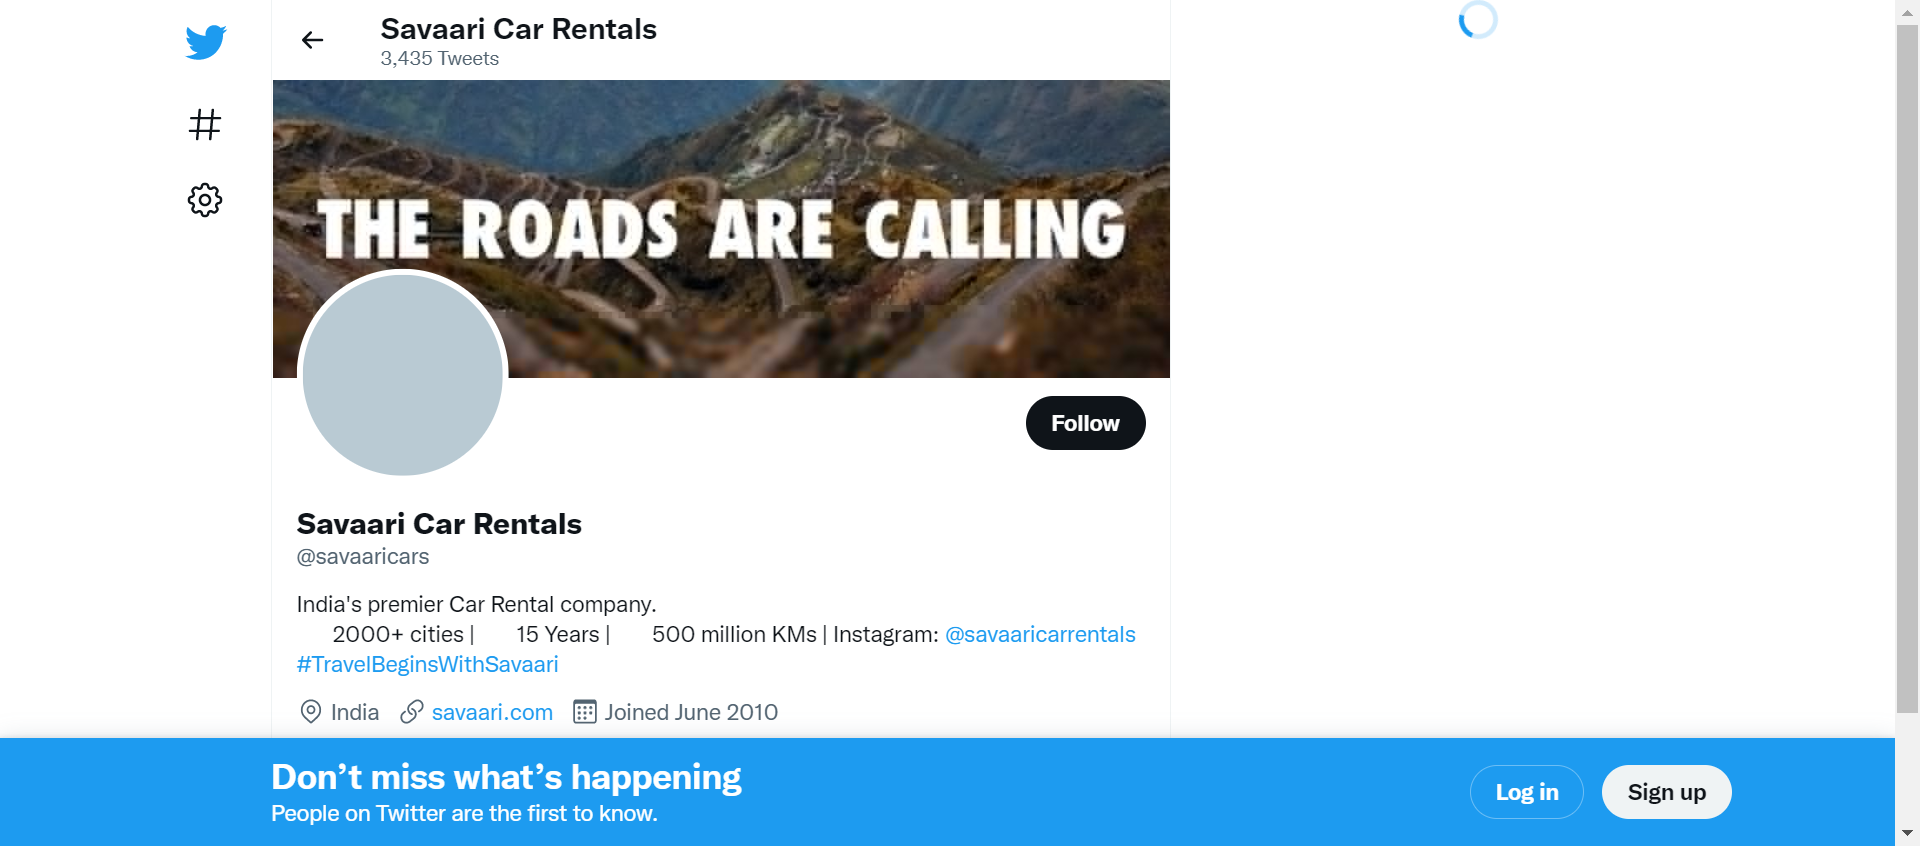 Savaari Car Rentals
3,435 Tweets
THE ROADS ARE CALLING
Follow
Savaari Car Rentals
@savaaricars
India's premier Car Rental company.
2000+ cities | 15 Years | 500 million KMs | Instagram: @savaaricarrentals
#TravelBeginsWithSavaari
India savaari.com Joined June 2010
Don’t miss what’s happening
People on Twitter are the first to know.
Log in
Sign up